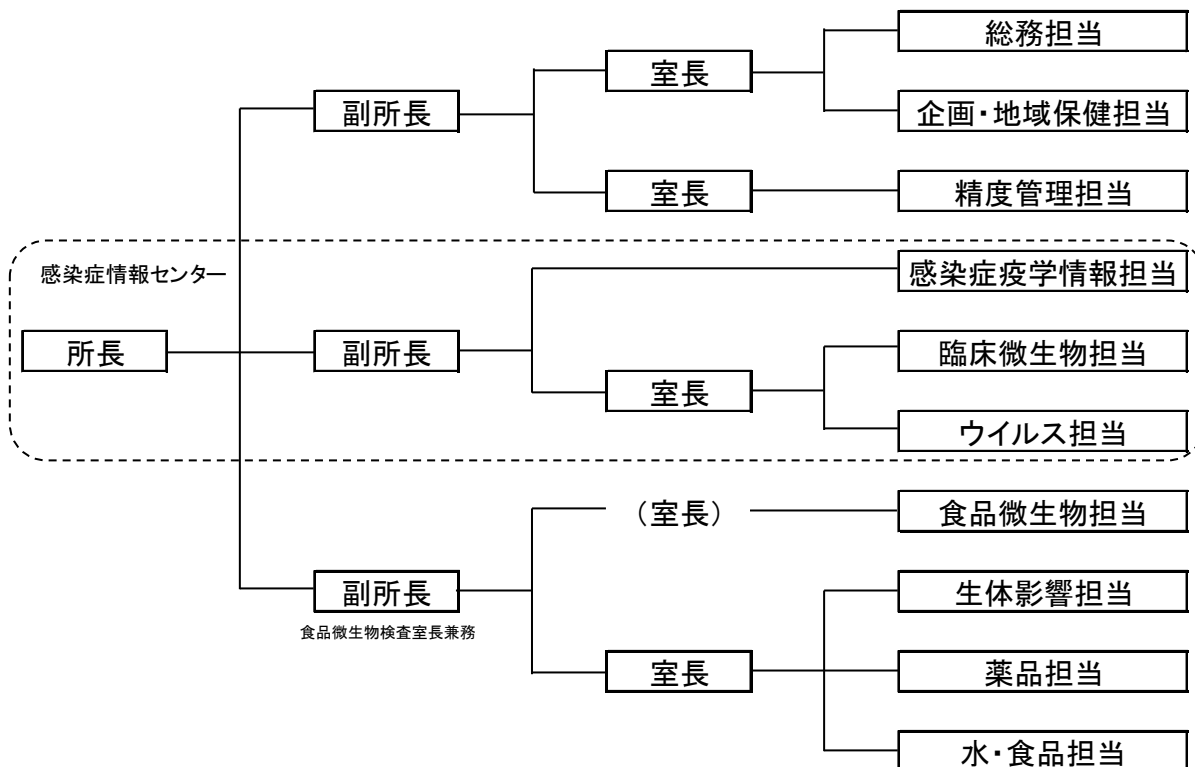 総務担当
室長
副所長
企画・地域保健担当
室長
精度管理担当
感染症情報センター
感染症疫学情報担当
所長
副所長
臨床微生物担当
室長
ウイルス担当
（室長）
食品微生物担当
副所長
生体影響担当
食品微生物検査室長兼務
室長
薬品担当
水・食品担当